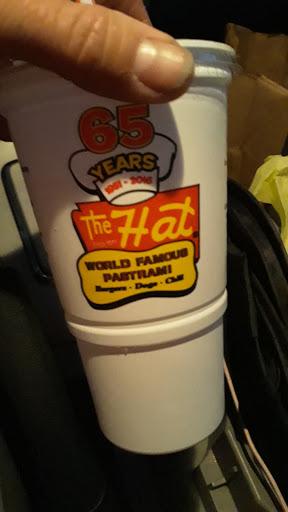 65
YEARS
1951 - 2016
The Hat
WORLD FAMOUS
PASTRAMI
Burgers - Dogs - Chili